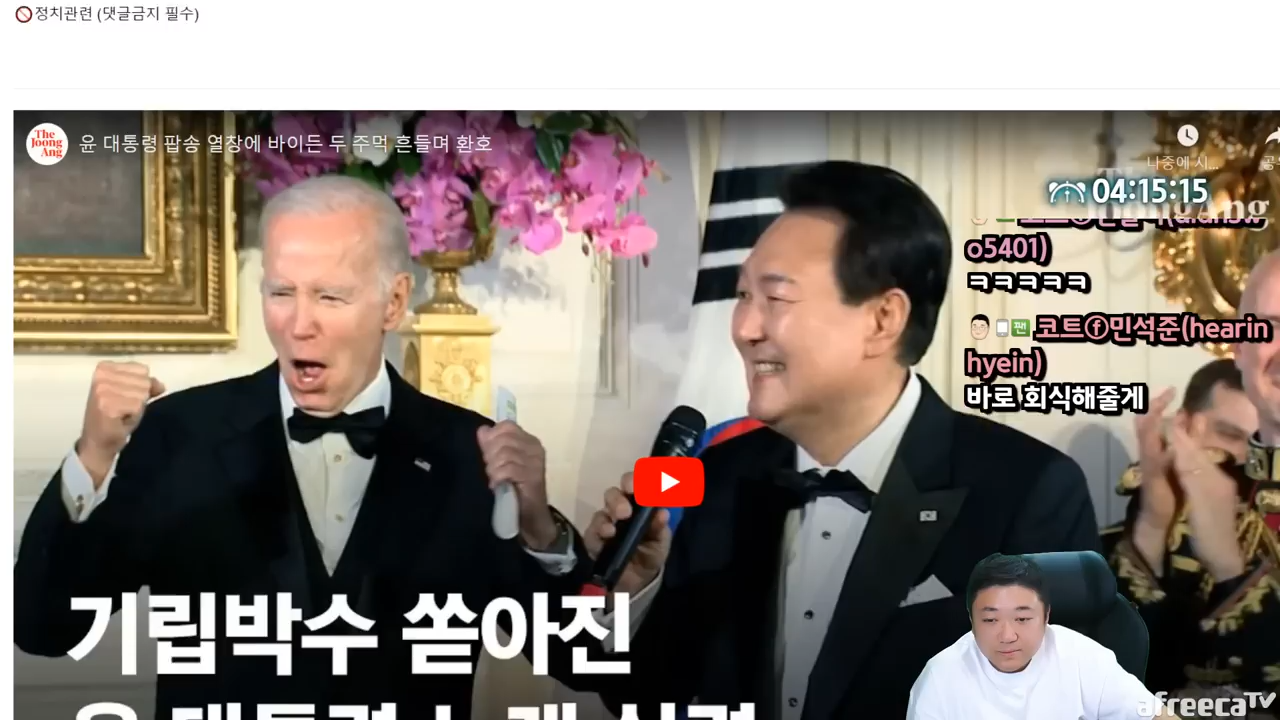 정치관련 (댓글금지 필수)
The
JoongAng
윤 대통령 팝송 열창에 바이든 두 주먹 흔들며 환호
나중에 시...
04:15:15
o5401)
ㅋㅋㅋㅋㅋ
팬 코트ⓕ민석준(hearin
hyein)
바로 회식해줄게
기립박수 쏟아진
afreecaTV